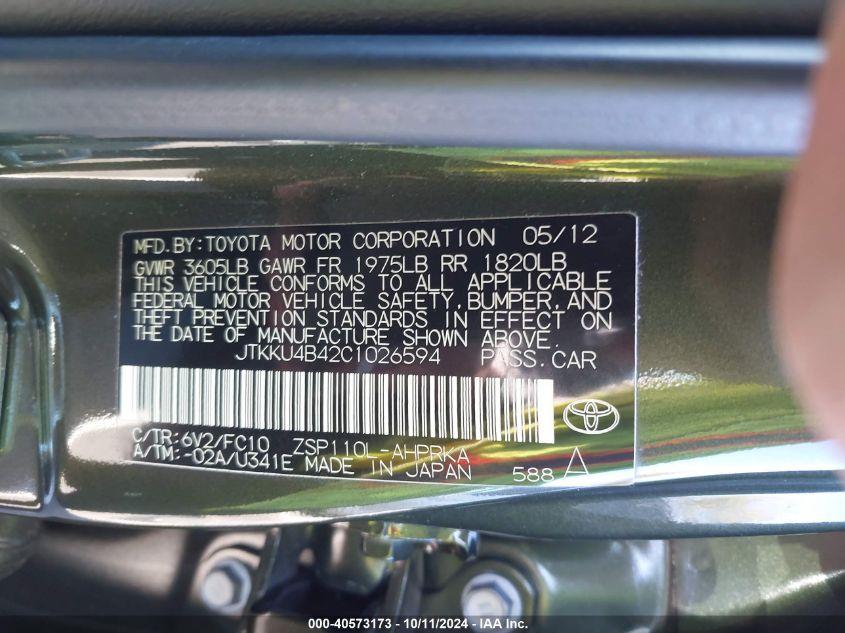 MFD.BY:TOYOTA MOTOR CORPORATION 05/12
GVWR 3605LB GAWR FR 1975LB RR 1820LB
THIS VEHICLE CONFORMS TO ALL APPLICABLE
FEDERAL MOTOR VEHICLE SAFETY, BUMPER, AND
THEFT PREVENTION STANDARDS IN EFFECT ON
THE DATE OF MANUFACTURE SHOWN ABOVE.
JTKKU4B42C1026594 PASS.CAR
C/TR:6V2/FC10 ZSP110L-AHPRKA
A/TM:-02A/U341E MADE IN JAPAN 588 A
000-40573173 - 10/11/2024 - IAA Inc.